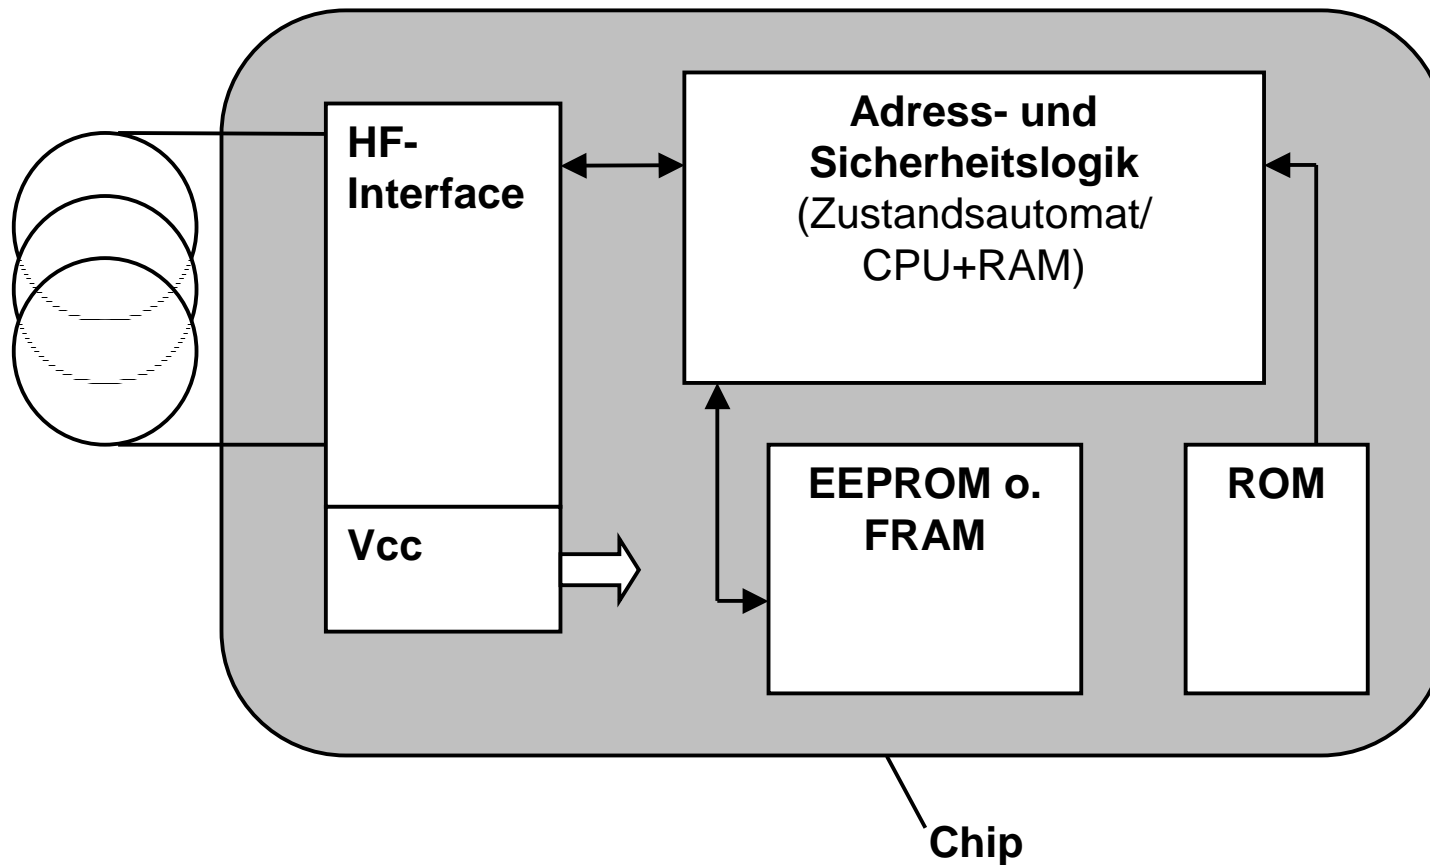 HF-
Interface
Adress- und
Sicherheitslogik
(Zustandsautomat/
CPU+RAM)
Vcc
EEPROM o.
FRAM
ROM
Chip